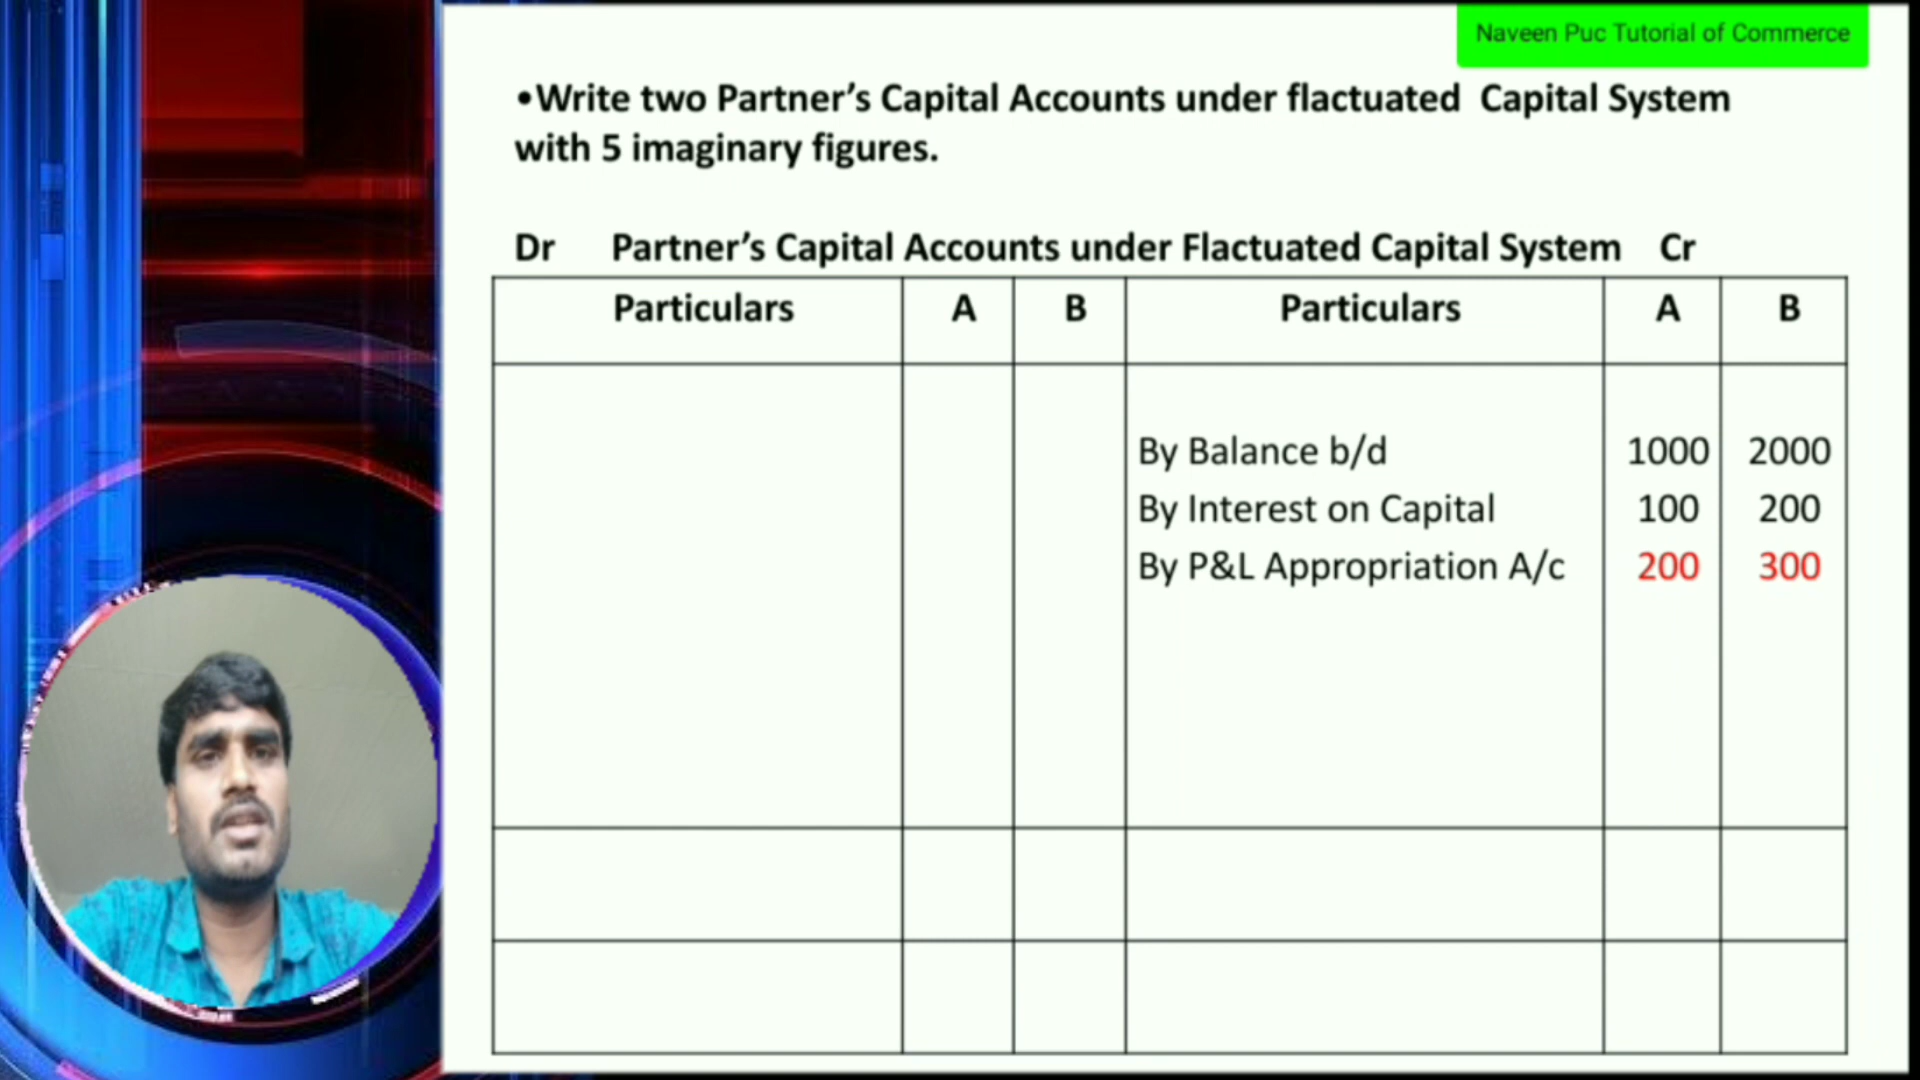 Naveen Puc Tutorial of Commerce
•Write two Partner’s Capital Accounts under flactuated Capital System
with 5 imaginary figures.
Dr Partner’s Capital Accounts under Flactuated Capital System Cr
Particulars A B Particulars A B
By Balance b/d 1000 2000
By Interest on Capital 100 200
By P&L Appropriation A/c 200 300